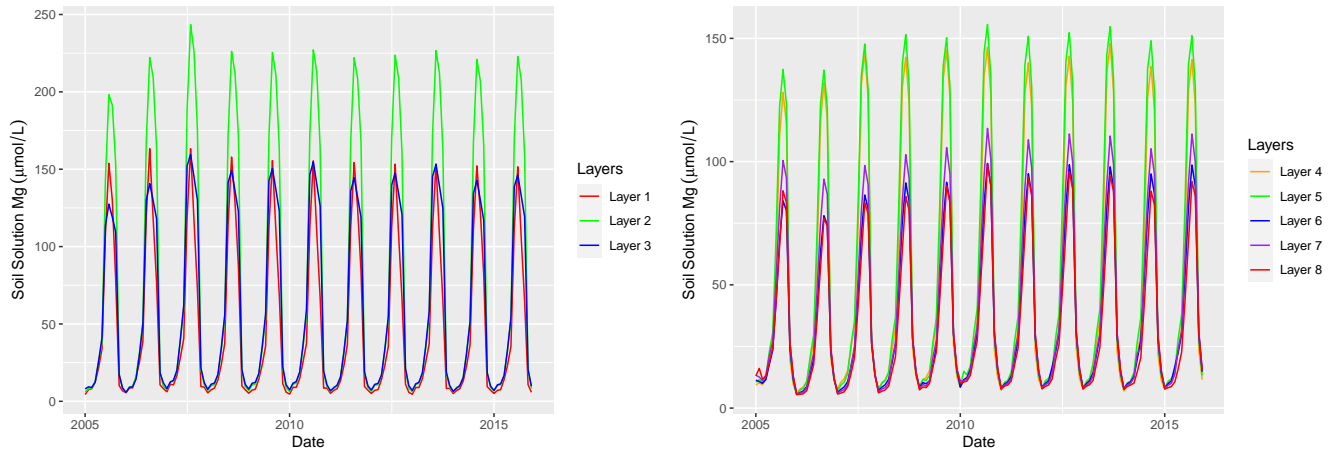 Soil Solution Mg (μmol/L)
250
200
150
100
50
0
2005
2010
2015
Date
Layers
Layer 1
Layer 2
Layer 3
Soil Solution Mg (μmol/L)
150
100
50
0
2005
2010
2015
Date
Layers
Layer 4
Layer 5
Layer 6
Layer 7
Layer 8